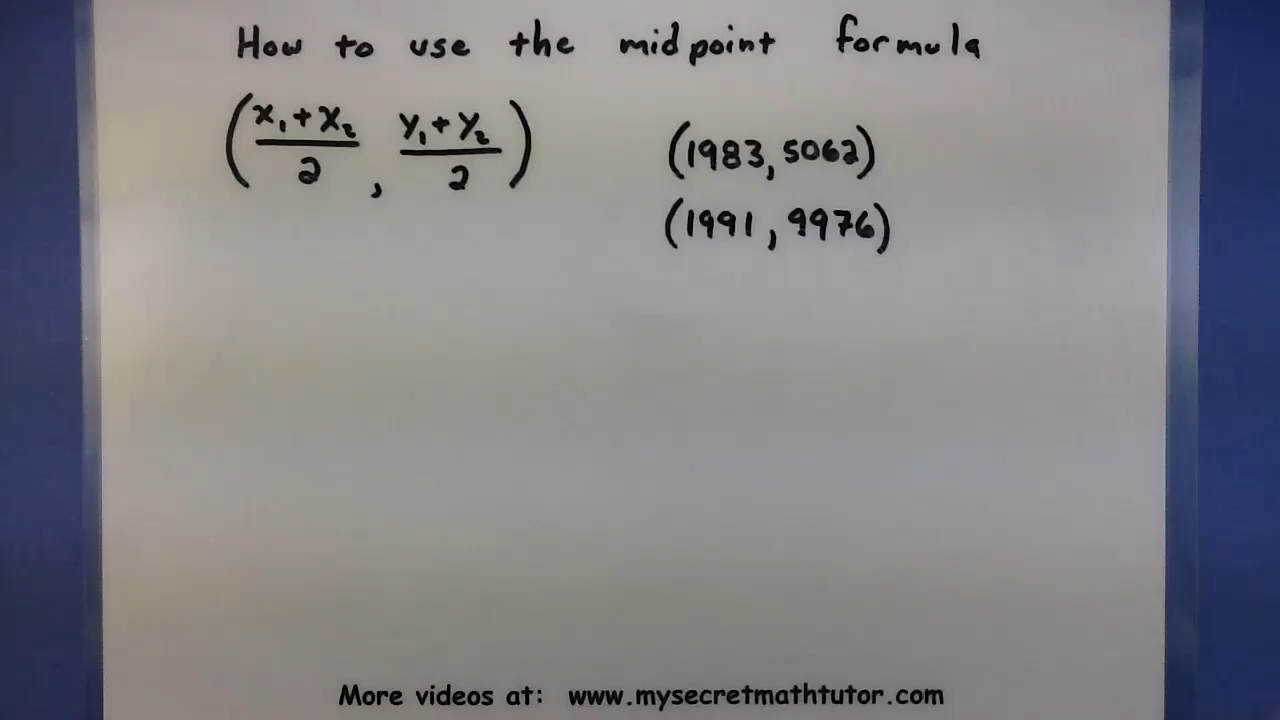 How to use the midpoint formula
(x₁+x₂/2, y₁+y₂/2)
(1983, 5062)
(1991, 9976)
More videos at: www.mysecretmathtutor.com